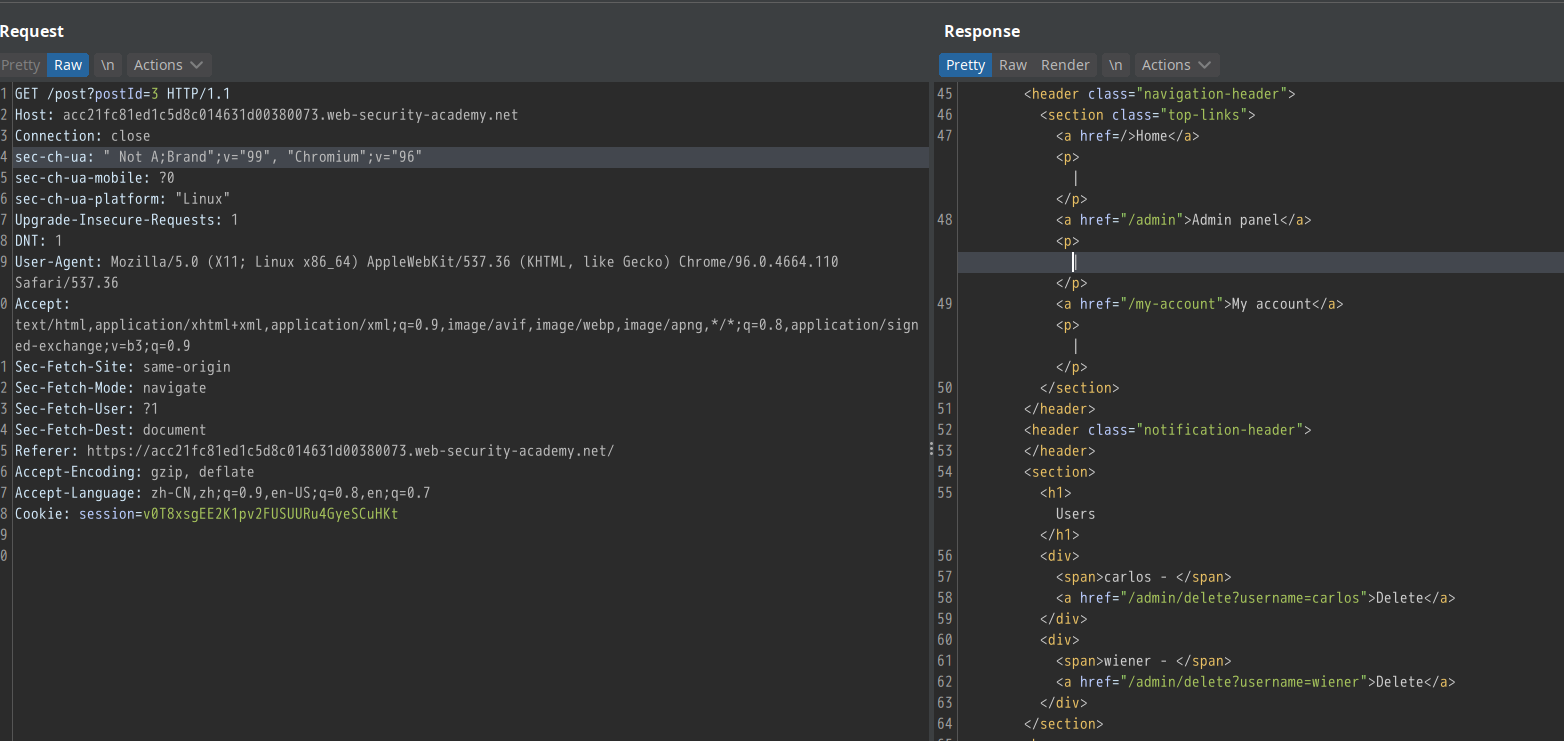 Request
Pretty Raw \n Actions
1 GET /post?postId=3 HTTP/1.1
2 Host: acc21fc81ed1c5d8c014631d00380073.web-security-academy.net
3 Connection: close
4 sec-ch-ua: " Not A;Brand";v="99", "Chromium";v="96"
5 sec-ch-ua-mobile: ?0
6 sec-ch-ua-platform: "Linux"
7 Upgrade-Insecure-Requests: 1
8 DNT: 1
9 User-Agent: Mozilla/5.0 (X11; Linux x86_64) AppleWebKit/537.36 (KHTML, like Gecko) Chrome/96.0.4664.110
Safari/537.36
0 Accept:
text/html,application/xhtml+xml,application/xml;q=0.9,image/avif,image/webp,image/apng,*/*;q=0.8,application/sign
ed-exchange;v=b3;q=0.9
1 Sec-Fetch-Site: same-origin
2 Sec-Fetch-Mode: navigate
3 Sec-Fetch-User: ?1
4 Sec-Fetch-Dest: document
5 Referer: https://acc21fc81ed1c5d8c014631d00380073.web-security-academy.net/
6 Accept-Encoding: gzip, deflate
7 Accept-Language: zh-CN,zh;q=0.9,en-US;q=0.8,en;q=0.7
8 Cookie: session=v0T8xsgEE2K1pv2FUSUURu4GyeSCuHKt
9
0
Response
Pretty Raw Render \n Actions
45 <header class="navigation-header">
46 <section class="top-links">
47 <a href=/>Home</a>
<p>
|
</p>
48 <a href="/admin">Admin panel</a>
<p>
|
</p>
49 <a href="/my-account">My account</a>
<p>
|
</p>
50 </section>
51 </header>
52 <header class="notification-header">
53 </header>
54 <section>
55 <h1>
Users
</h1>
56 <div>
57 <span>carlos - </span>
58 <a href="/admin/delete?username=carlos">Delete</a>
59 </div>
60 <div>
61 <span>wiener - </span>
62 <a href="/admin/delete?username=wiener">Delete</a>
63 </div>
64 </section>